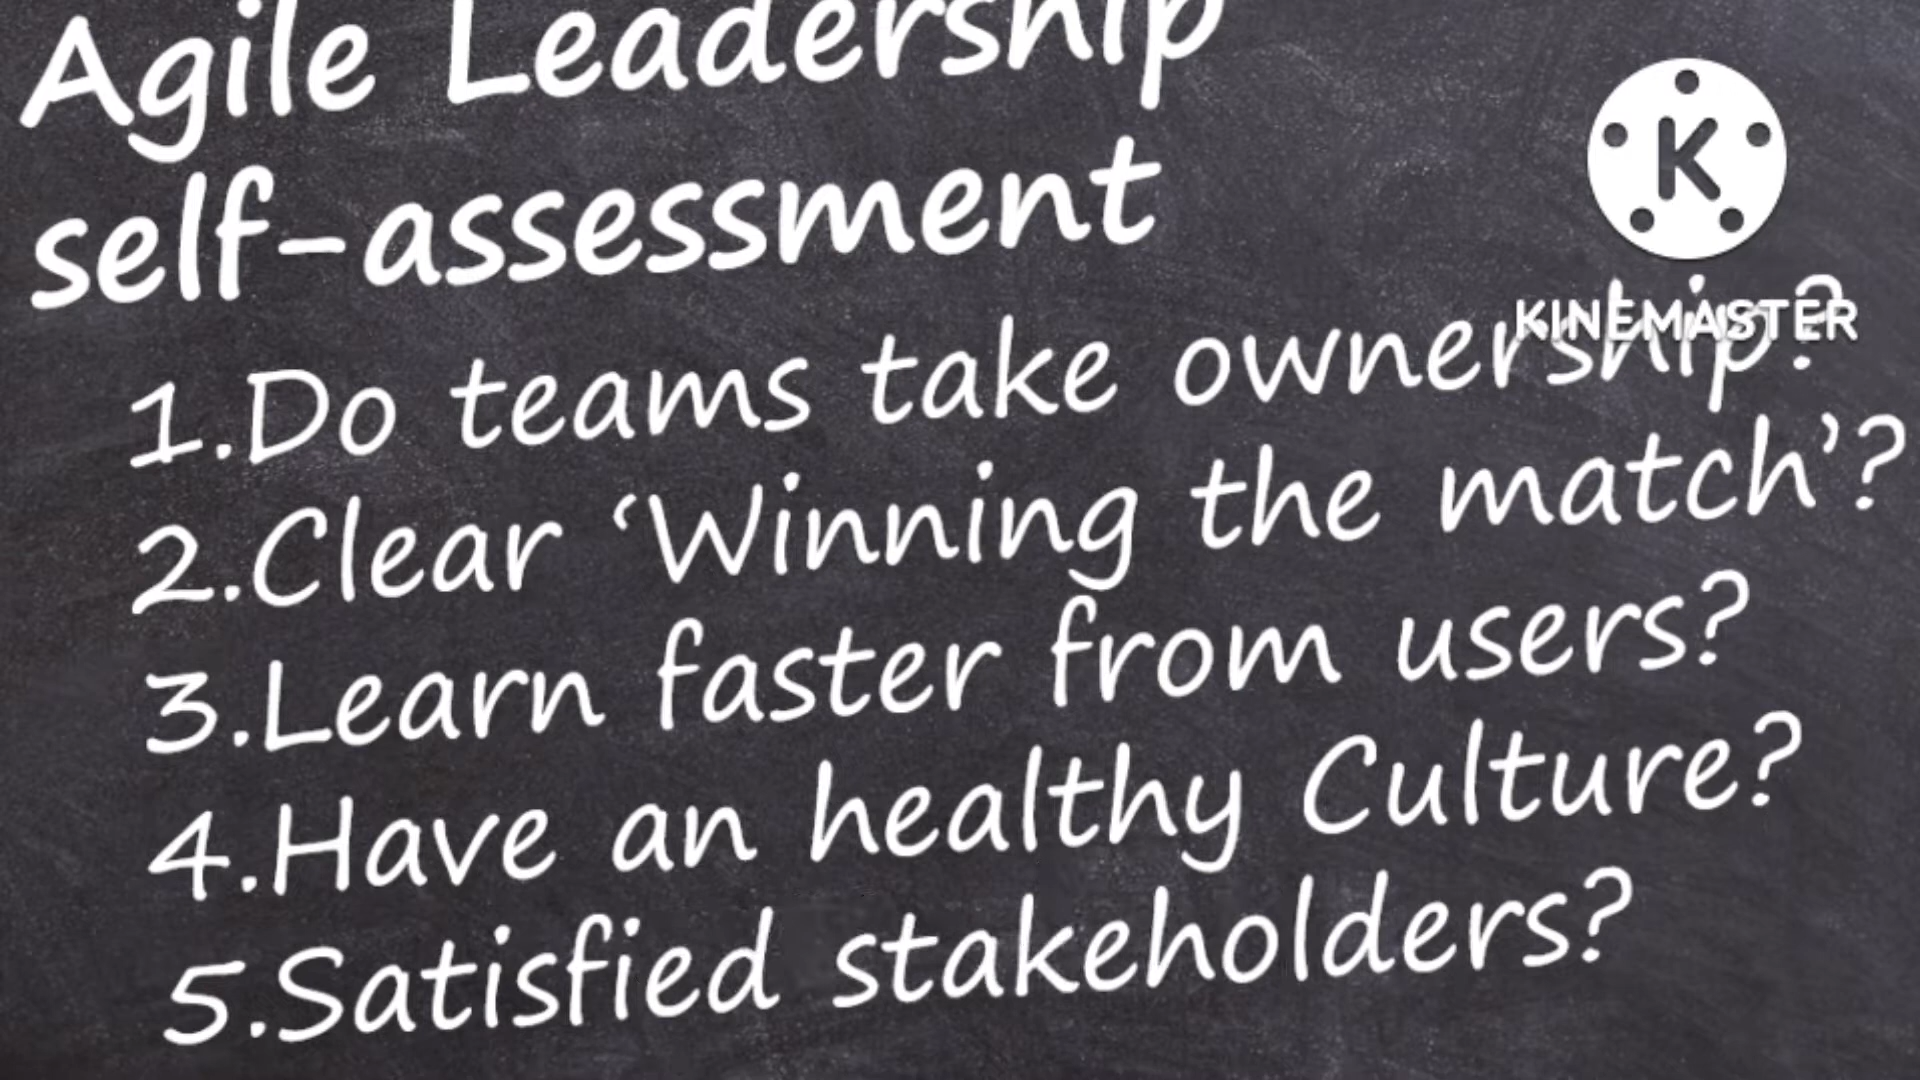 Agile Leadership
self-assessment
K
KINEMASTER
1.Do teams take ownership?
2.Clear ‘Winning the match’?
3.Learn faster from users?
4.Have an healthy Culture?
5.Satisfied stakeholders?